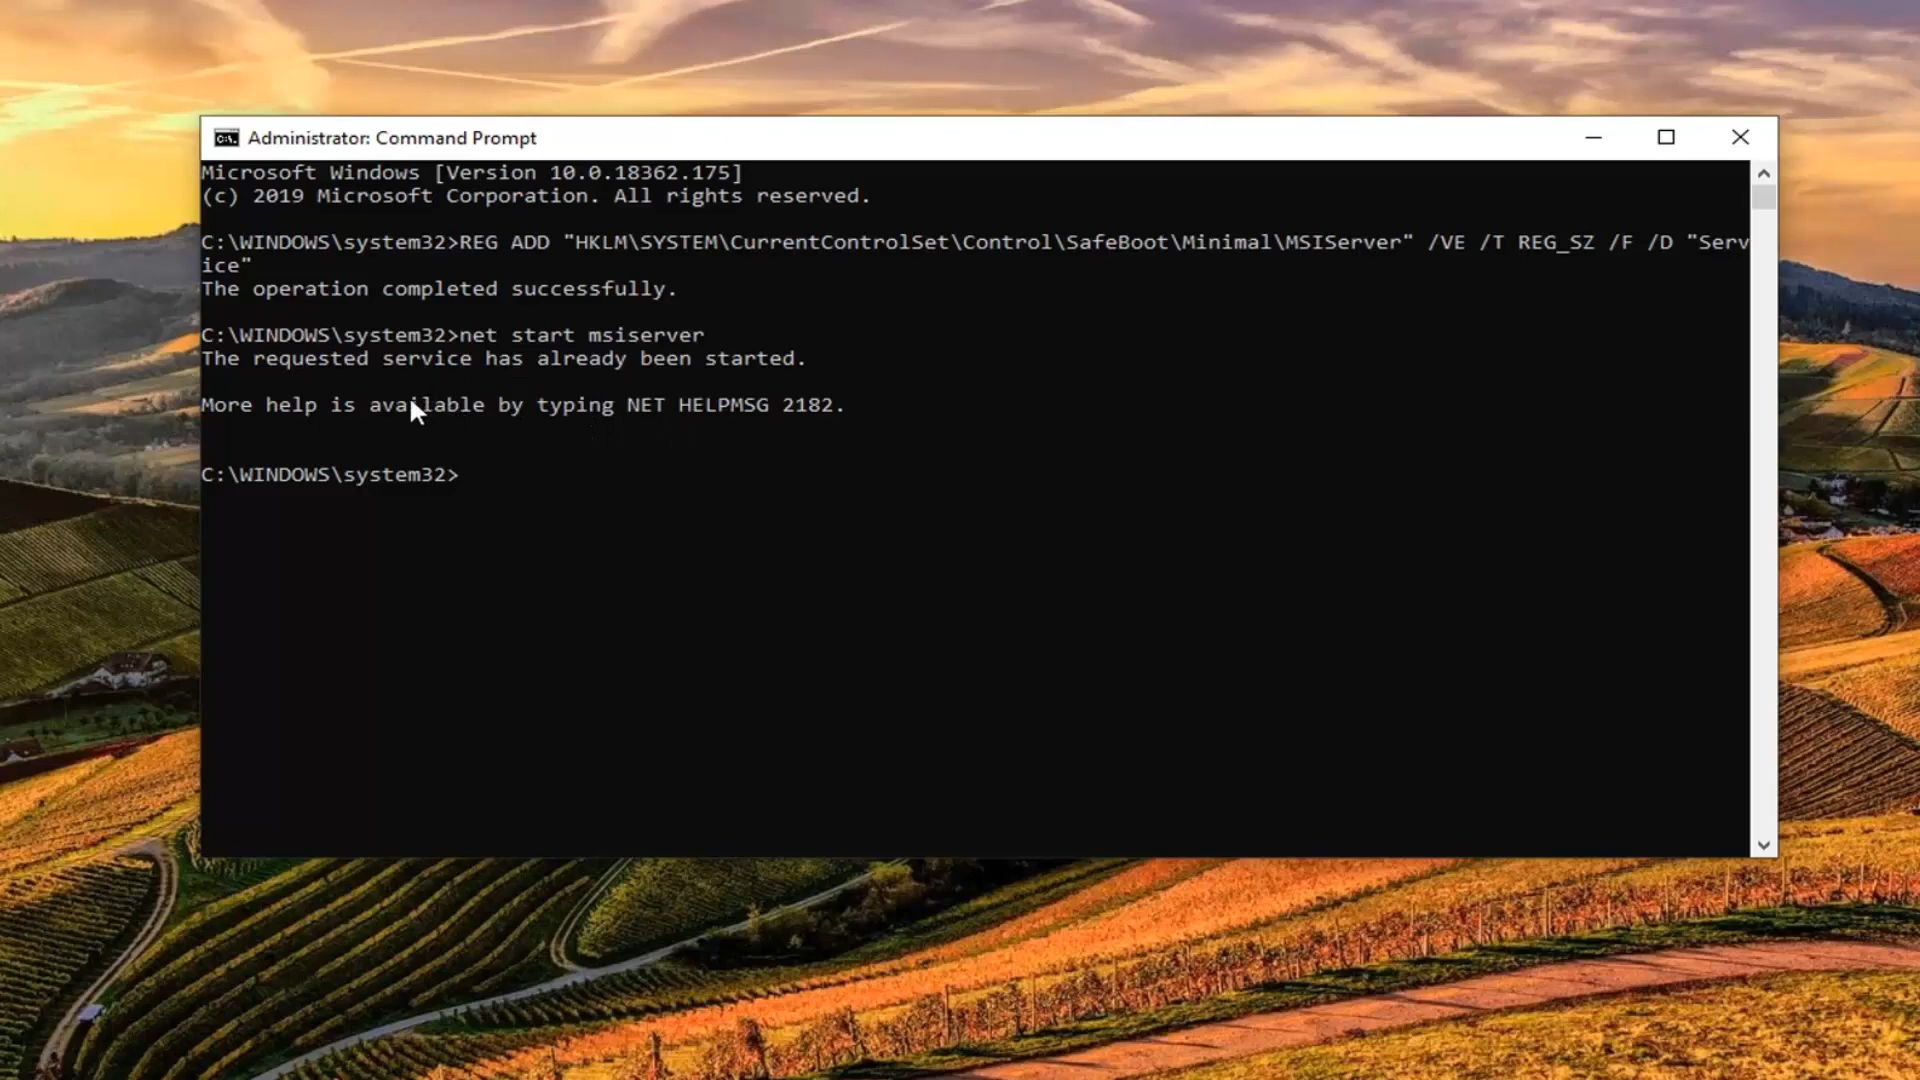 Administrator: Command Prompt
Microsoft Windows [Version 10.0.18362.175]
(c) 2019 Microsoft Corporation. All rights reserved.
C:\WINDOWS\system32>REG ADD "HKLM\SYSTEM\CurrentControlSet\Control\SafeBoot\Minimal\MSIServer" /VE /T REG_SZ /F /D "Serv
ice"
The operation completed successfully.
C:\WINDOWS\system32>net start msiserver
The requested service has already been started.
More help is available by typing NET HELPMSG 2182.
C:\WINDOWS\system32>